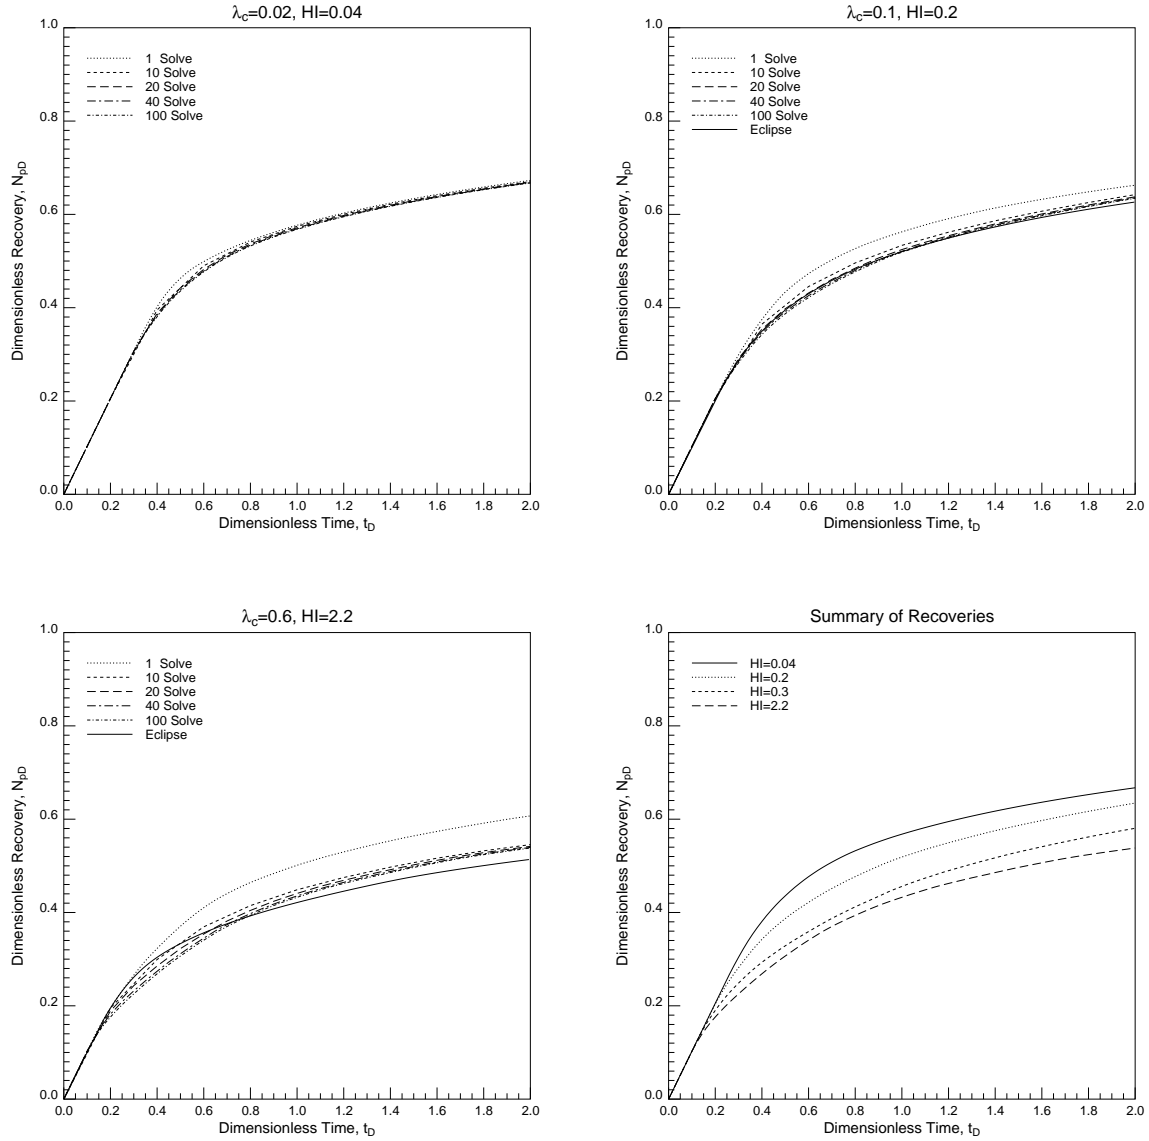 λc=0.02, HI=0.04
1.0
0.8
0.6
0.4
0.2
0.0
Dimensionless Recovery, NpD
1 Solve
10 Solve
20 Solve
40 Solve
100 Solve
0.0 0.2 0.4 0.6 0.8 1.0 1.2 1.4 1.6 1.8 2.0
Dimensionless Time, tD
λc=0.1, HI=0.2
1.0
0.8
0.6
0.4
0.2
0.0
Dimensionless Recovery, NpD
1 Solve
10 Solve
20 Solve
40 Solve
100 Solve
Eclipse
0.0 0.2 0.4 0.6 0.8 1.0 1.2 1.4 1.6 1.8 2.0
Dimensionless Time, tD
λc=0.6, HI=2.2
1.0
0.8
0.6
0.4
0.2
0.0
Dimensionless Recovery, NpD
1 Solve
10 Solve
20 Solve
40 Solve
100 Solve
Eclipse
0.0 0.2 0.4 0.6 0.8 1.0 1.2 1.4 1.6 1.8 2.0
Dimensionless Time, tD
Summary of Recoveries
1.0
0.8
0.6
0.4
0.2
0.0
Dimensionless Recovery, NpD
HI=0.04
HI=0.2
HI=0.3
HI=2.2
0.0 0.2 0.4 0.6 0.8 1.0 1.2 1.4 1.6 1.8 2.0
Dimensionless Time, tD